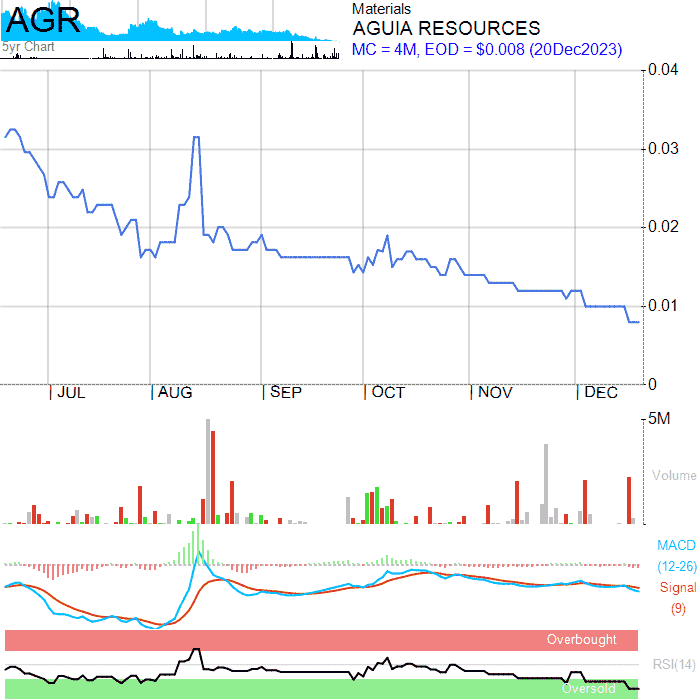 AGR
5yr Chart
Materials
AGUIA RESOURCES
MC = 4M, EOD = $0.008 (20Dec2023)
0.04
0.03
0.02
0.01
0
JUL AUG SEP OCT NOV DEC
5M
Volume
MACD
(12-26)
Signal
(9)
Overbought
RSI(14)
Oversold